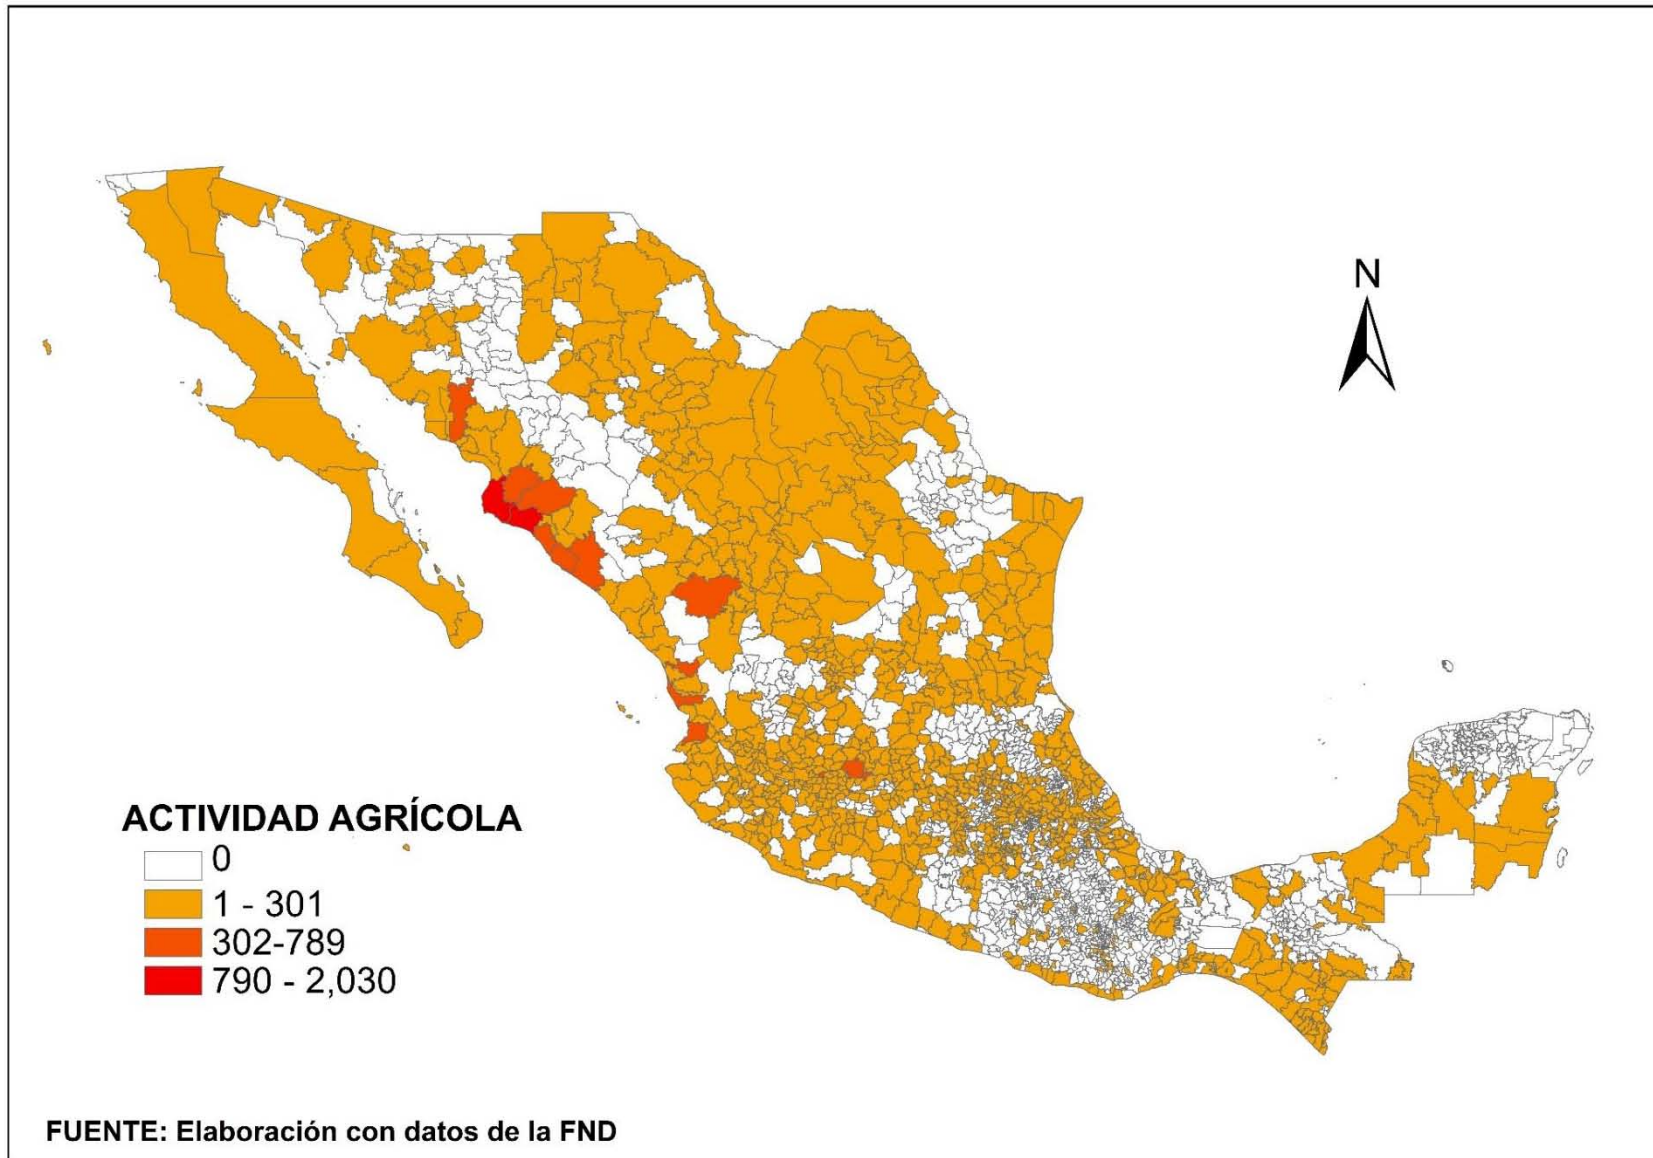 N
ACTIVIDAD AGRÍCOLA
0
1 - 301
302-789
790 - 2,030
FUENTE: Elaboración con datos de la FND